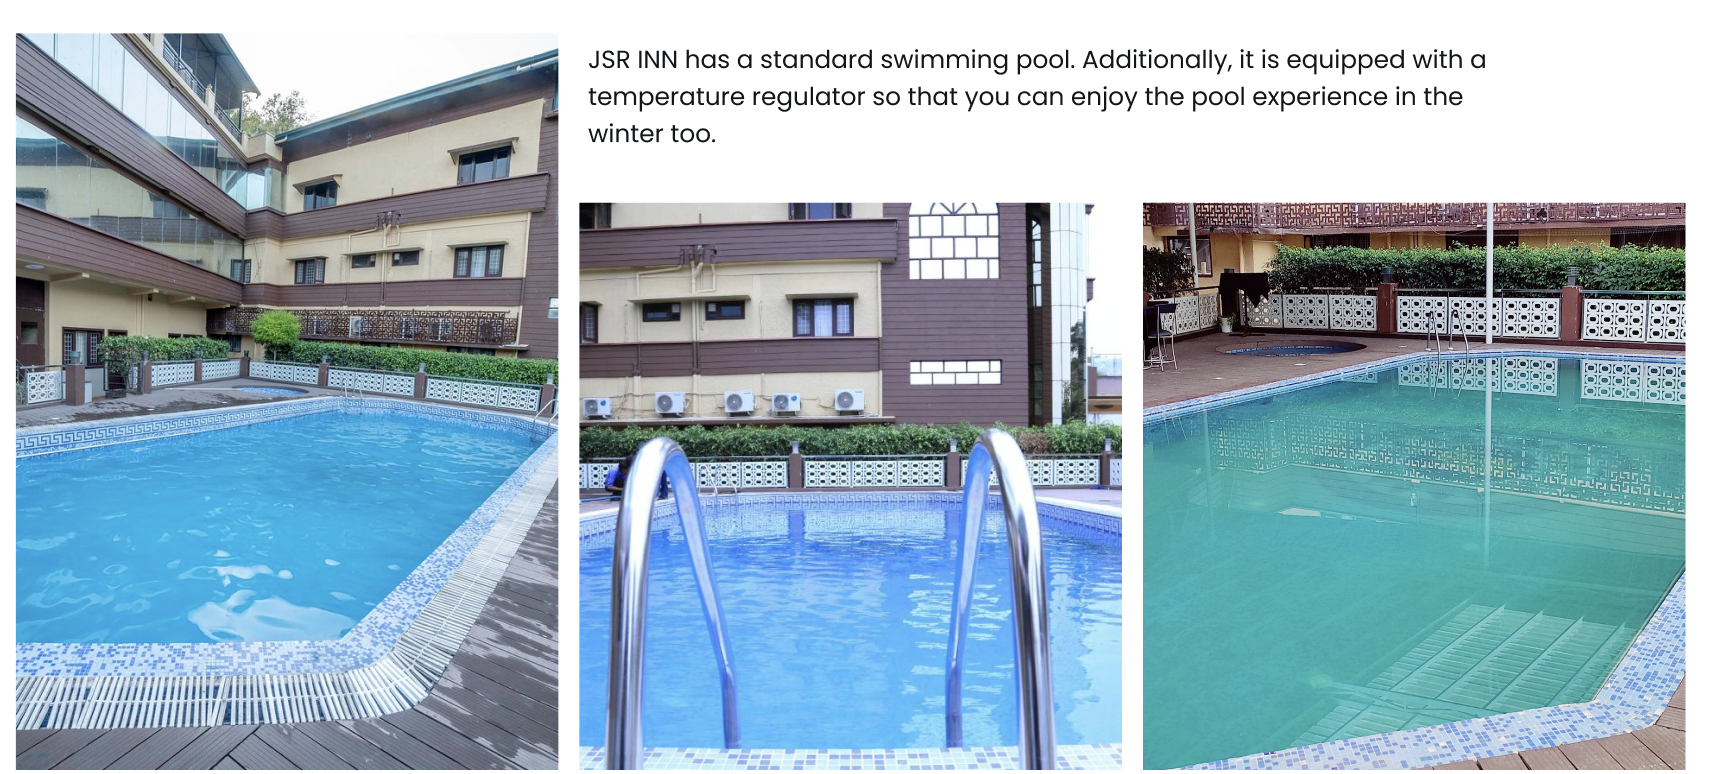 JSR INN has a standard swimming pool. Additionally, it is equipped with a
temperature regulator so that you can enjoy the pool experience in the
winter too.